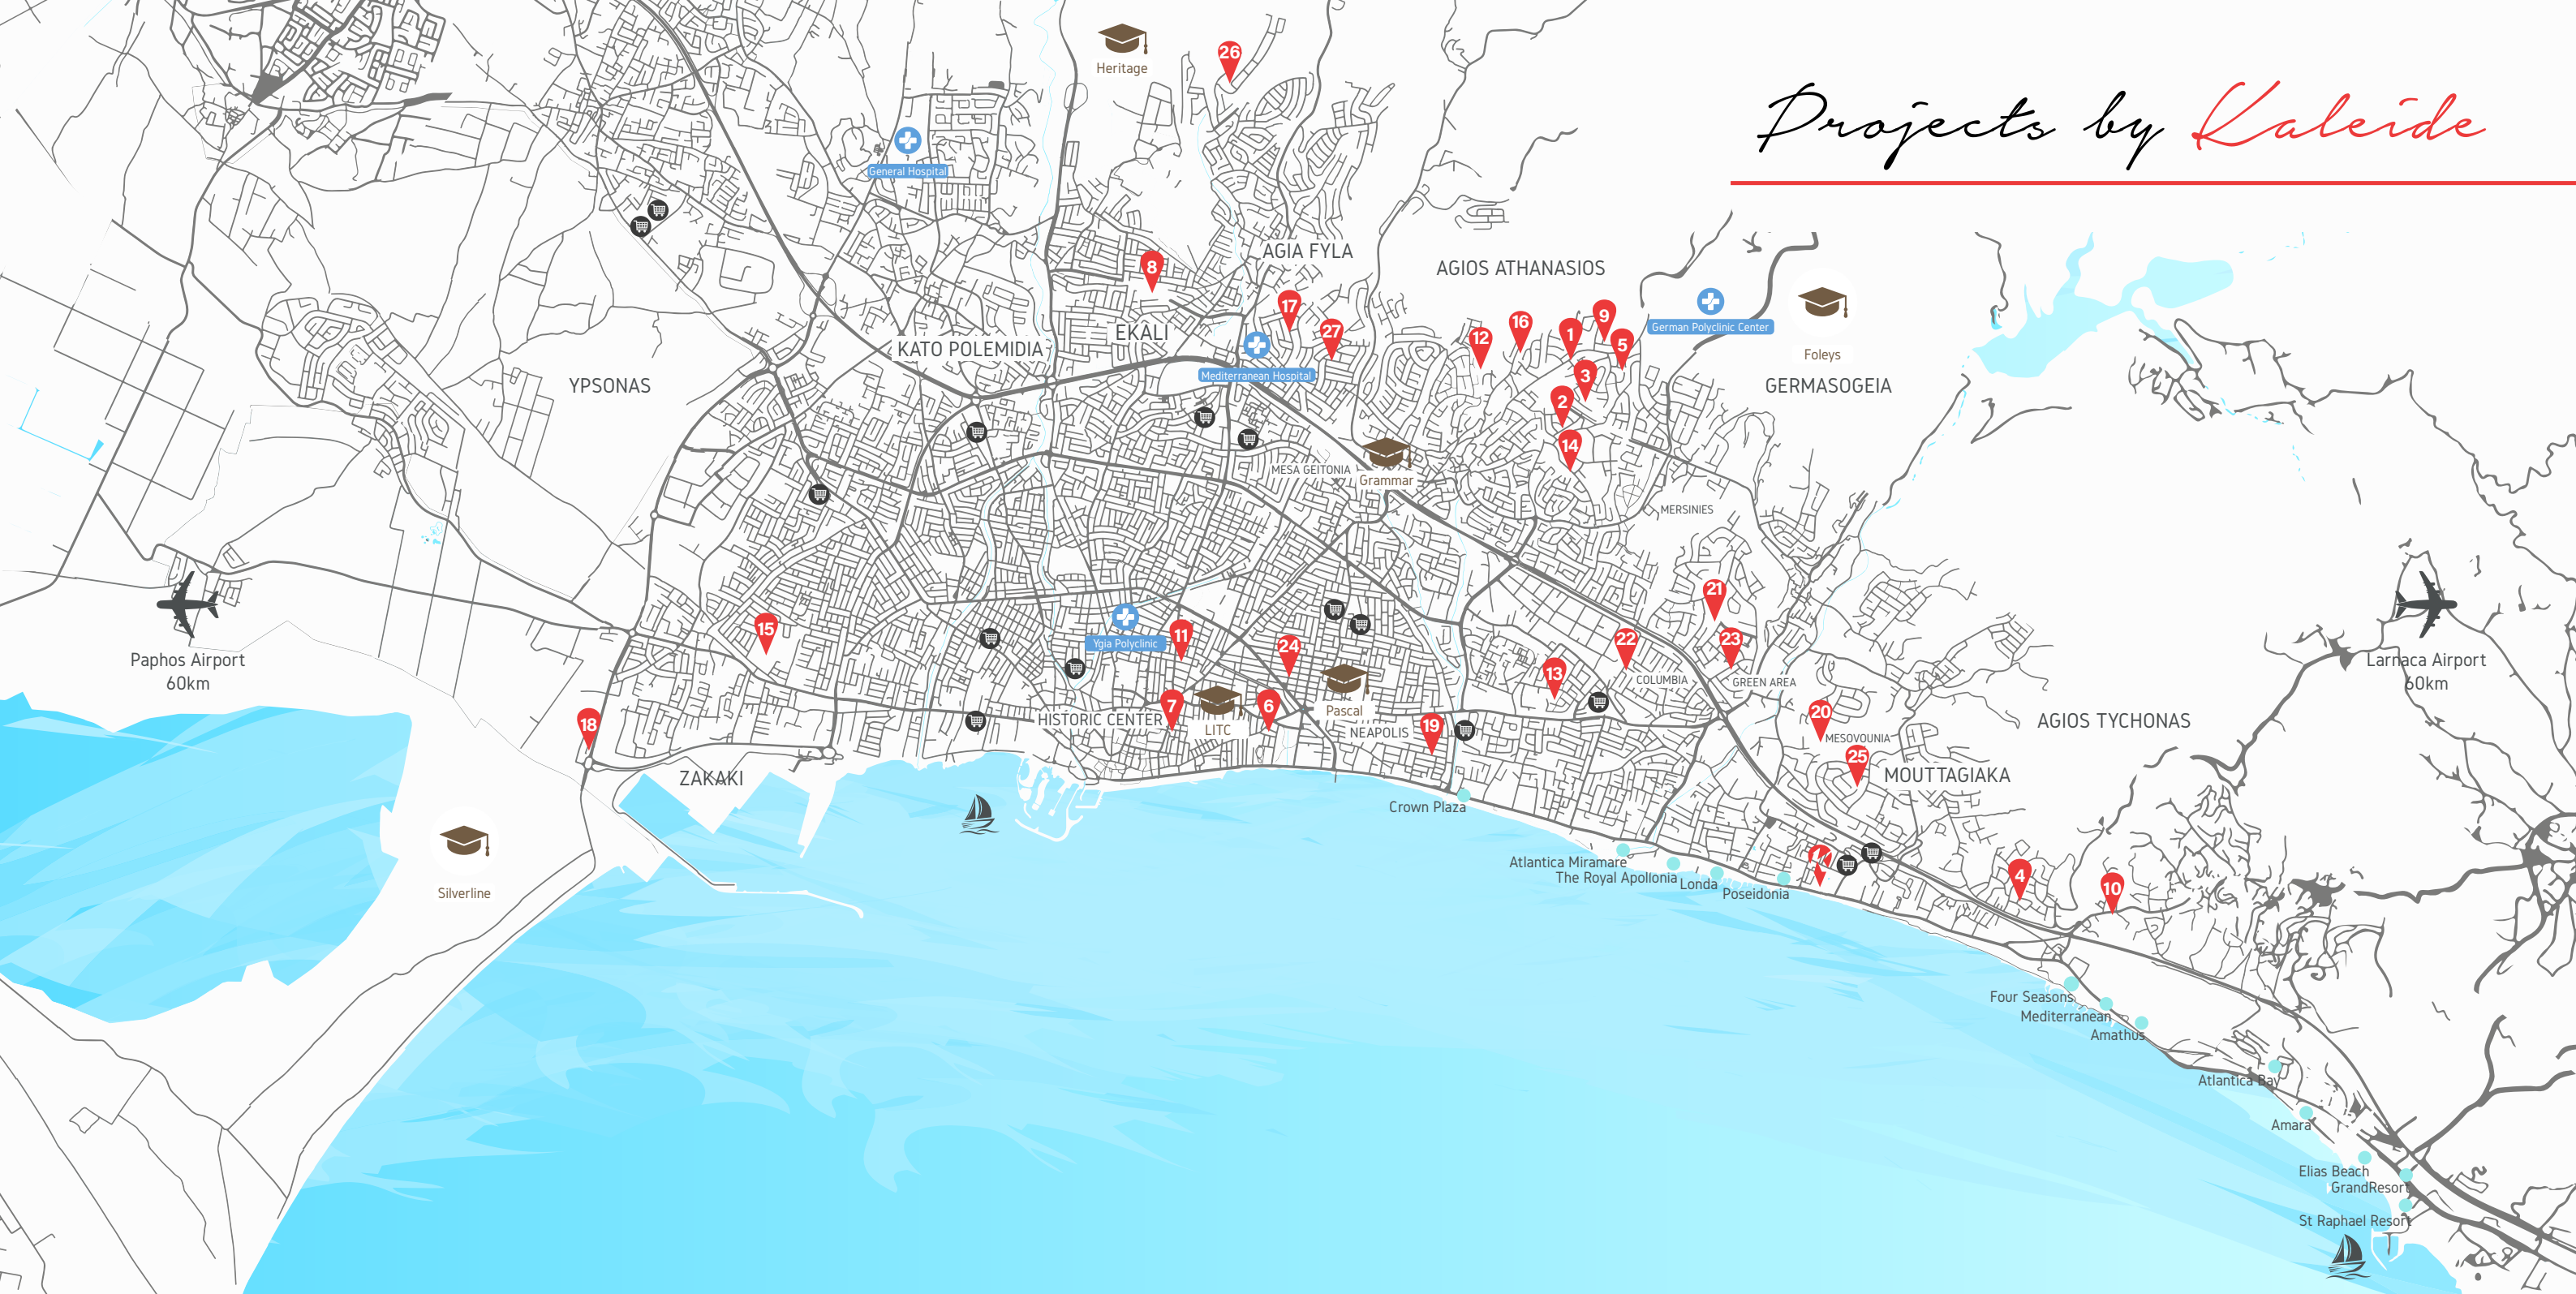 Heritage
26
Projects by Kaleide
General Hospital
AGIA FYLA
8
AGIOS ATHANASIOS
17
German Polyclinic Center
Foleys
27
12
16
1
9
5
EKALI
KATO POLEMIDIA
Mediterranean Hospital
3
YPSONAS
GERMASOGEIA
2
14
MESA GEITONIA
Grammar
MERSINIES
21
15
Ygia Polyclinic
11
24
22
23
Paphos Airport
60km
Larnaca Airport
60km
13
COLUMBIA
GREEN AREA
Pascal
18
HISTORIC CENTER
7
LITC
6
NEAPOLIS
19
20
AGIOS TYCHONAS
MESOVOUNIA
25
MOUTTAGIAKA
ZAKAKI
Crown Plaza
Atlantica Miramare
The Royal Apollonia
Londa
Poseidonia
4
10
Silverline
Four Seasons
Mediterranean
Amathus
Atlantica Bay
Amara
Elias Beach
GrandResort
St Raphael Resort